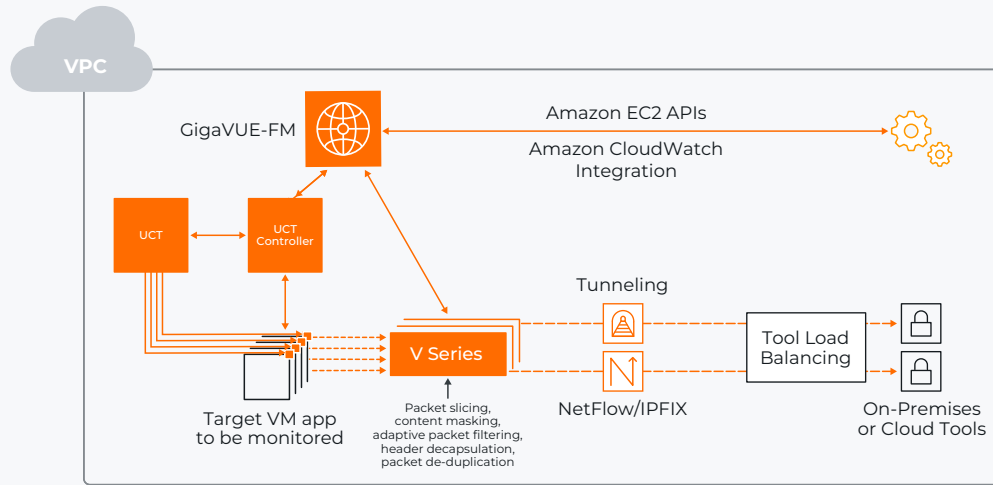 VPC
GigaVUE-FM
Amazon EC2 APIs
Amazon CloudWatch
Integration
UCT
UCT
Controller
Tunneling
V Series
Tool Load
Balancing
NetFlow/IPFIX
Target VM app
to be monitored
Packet slicing,
content masking,
adaptive packet filtering,
header decapsulation,
packet de-duplication
On-Premises
or Cloud Tools